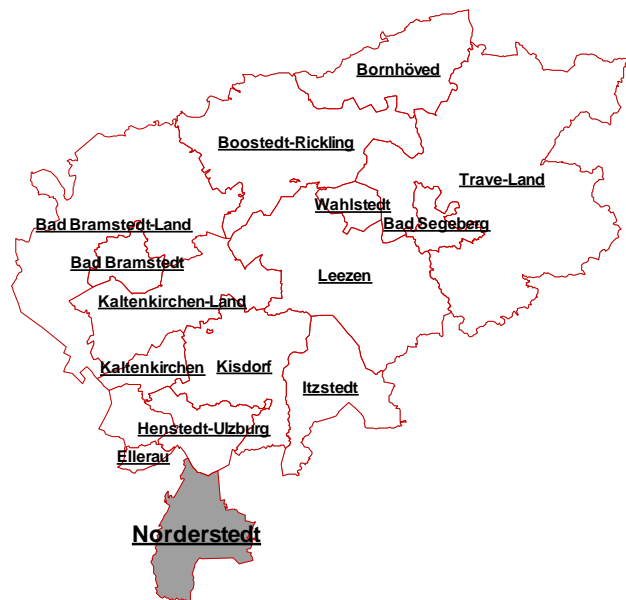 Bornhöved
Boostedt-Rickling
Trave-Land
Wahlstedt
Bad Bramstedt-Land
Bad Segeberg
Bad Bramstedt
Leezen
Kaltenkirchen-Land
Kaltenkirchen
Kisdorf
Itzstedt
Henstedt-Ulzburg
Ellerau
Norderstedt